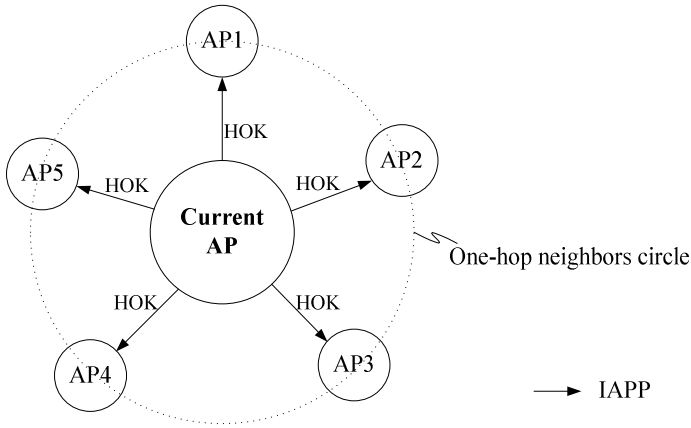 AP1
HOK
AP5
HOK
HOK
AP2
Current
AP
One-hop neighbors circle
HOK
HOK
AP4
AP3
IAPP